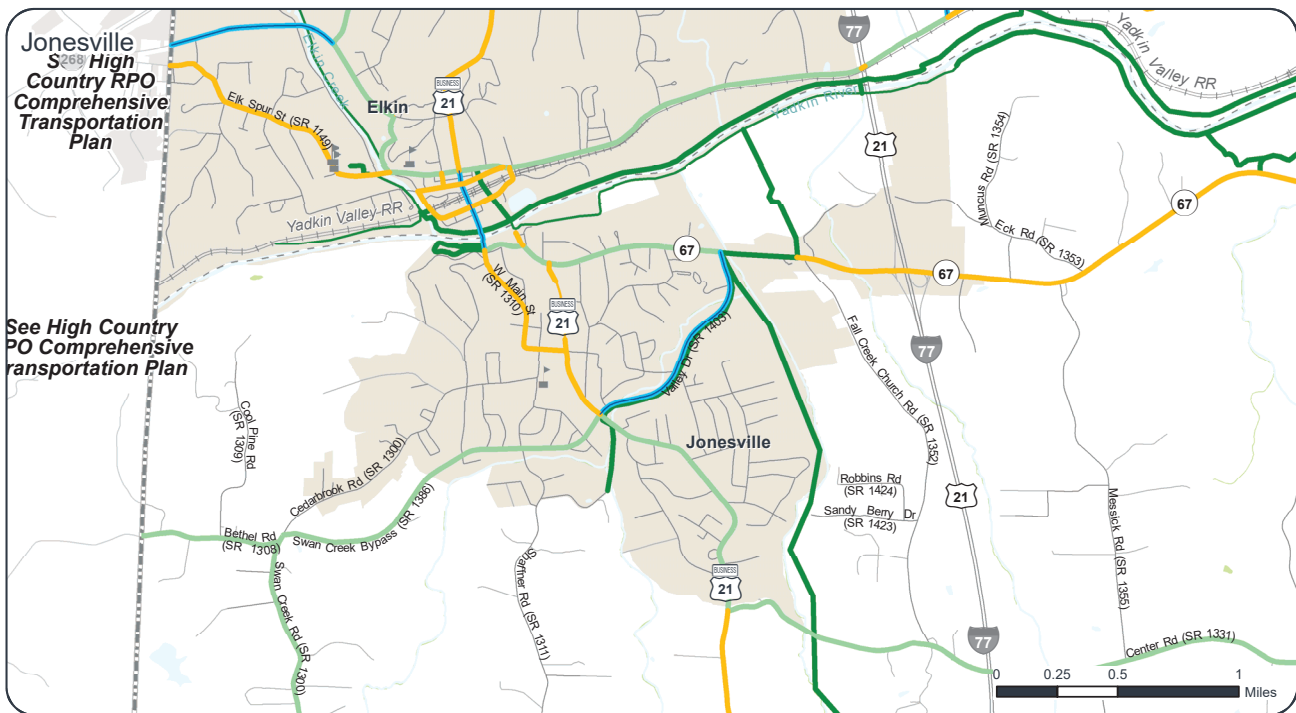 Jonesville
268
S High
Country RPO
Comprehensive
Transportation
Plan
Elk Spur St (SR 1149)
Elkin Creek
Elkin
BUSINESS
21
77
Yadkin
Valley RR
Yadkin River
21
Muncus Rd (SR 1354)
67
Eck Rd (SR 1353)
Yadkin Valley RR
67
67
W Main St
(SR 1310)
BUSINESS
21
Valley Dr (SR 1403)
77
See High Country
PO Comprehensive
ransportation Plan
Fall Creek Church Rd (SR 1352)
Cool Pine Rd
(SR 1309)
Cedarbrook Rd (SR 1300)
Jonesville
Robbins Rd
(SR 1424)
Sandy Berry Dr
(SR 1423)
21
Messick Rd (SR 1355)
Bethel Rd
(SR 1308)
Swan Creek Bypass (SR 1386)
Swan Creek Rd (SR 1300)
Shaffner Rd (SR 1311)
BUSINESS
21
77
Center Rd (SR 1331)
0 0.25 0.5 1
Miles